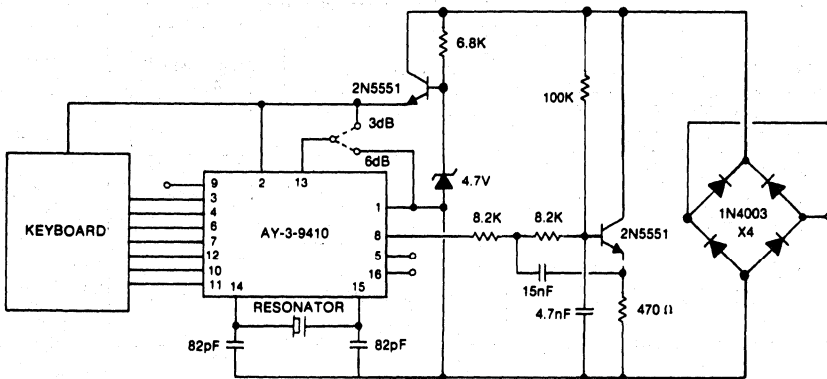 6.8K
2N5551
100K
3dB
6dB
4.7V
9
2
13
3
4
6
7
12
10
11
1
8
5
16
14
15
KEYBOARD
AY-3-9410
8.2K
8.2K
2N5551
1N4003
X4
15nF
4.7nF
470 Ω
RESONATOR
82pF
82pF